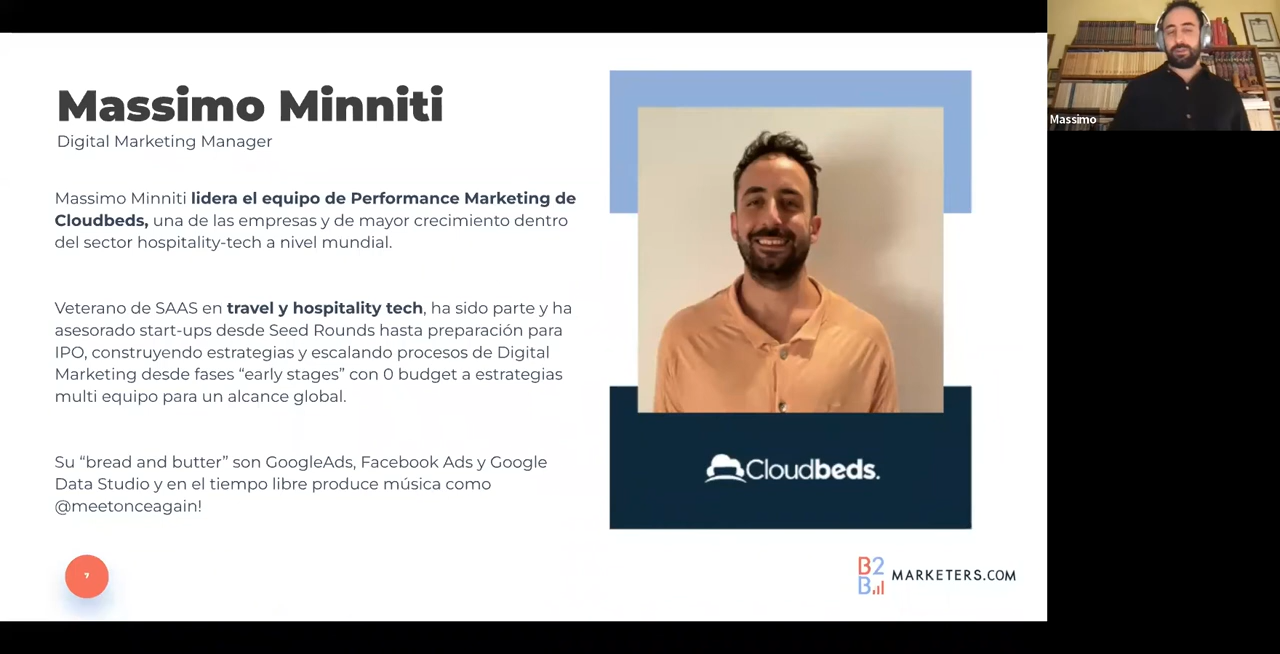 Massimo Minniti
Digital Marketing Manager
Massimo Minniti lidera el equipo de Performance Marketing de
Cloudbeds, una de las empresas y de mayor crecimiento dentro
del sector hospitality-tech a nivel mundial.
Veterano de SAAS en travel y hospitality tech, ha sido parte y ha
asesorado start-ups desde Seed Rounds hasta preparación para
IPO, construyendo estrategias y escalando procesos de Digital
Marketing desde fases “early stages” con 0 budget a estrategias
multi equipo para un alcance global.
Su “bread and butter” son GoogleAds, Facebook Ads y Google
Data Studio y en el tiempo libre produce música como
@meetonceagain!
7
Cloudbeds.
B2B MARKETERS.COM
Massimo